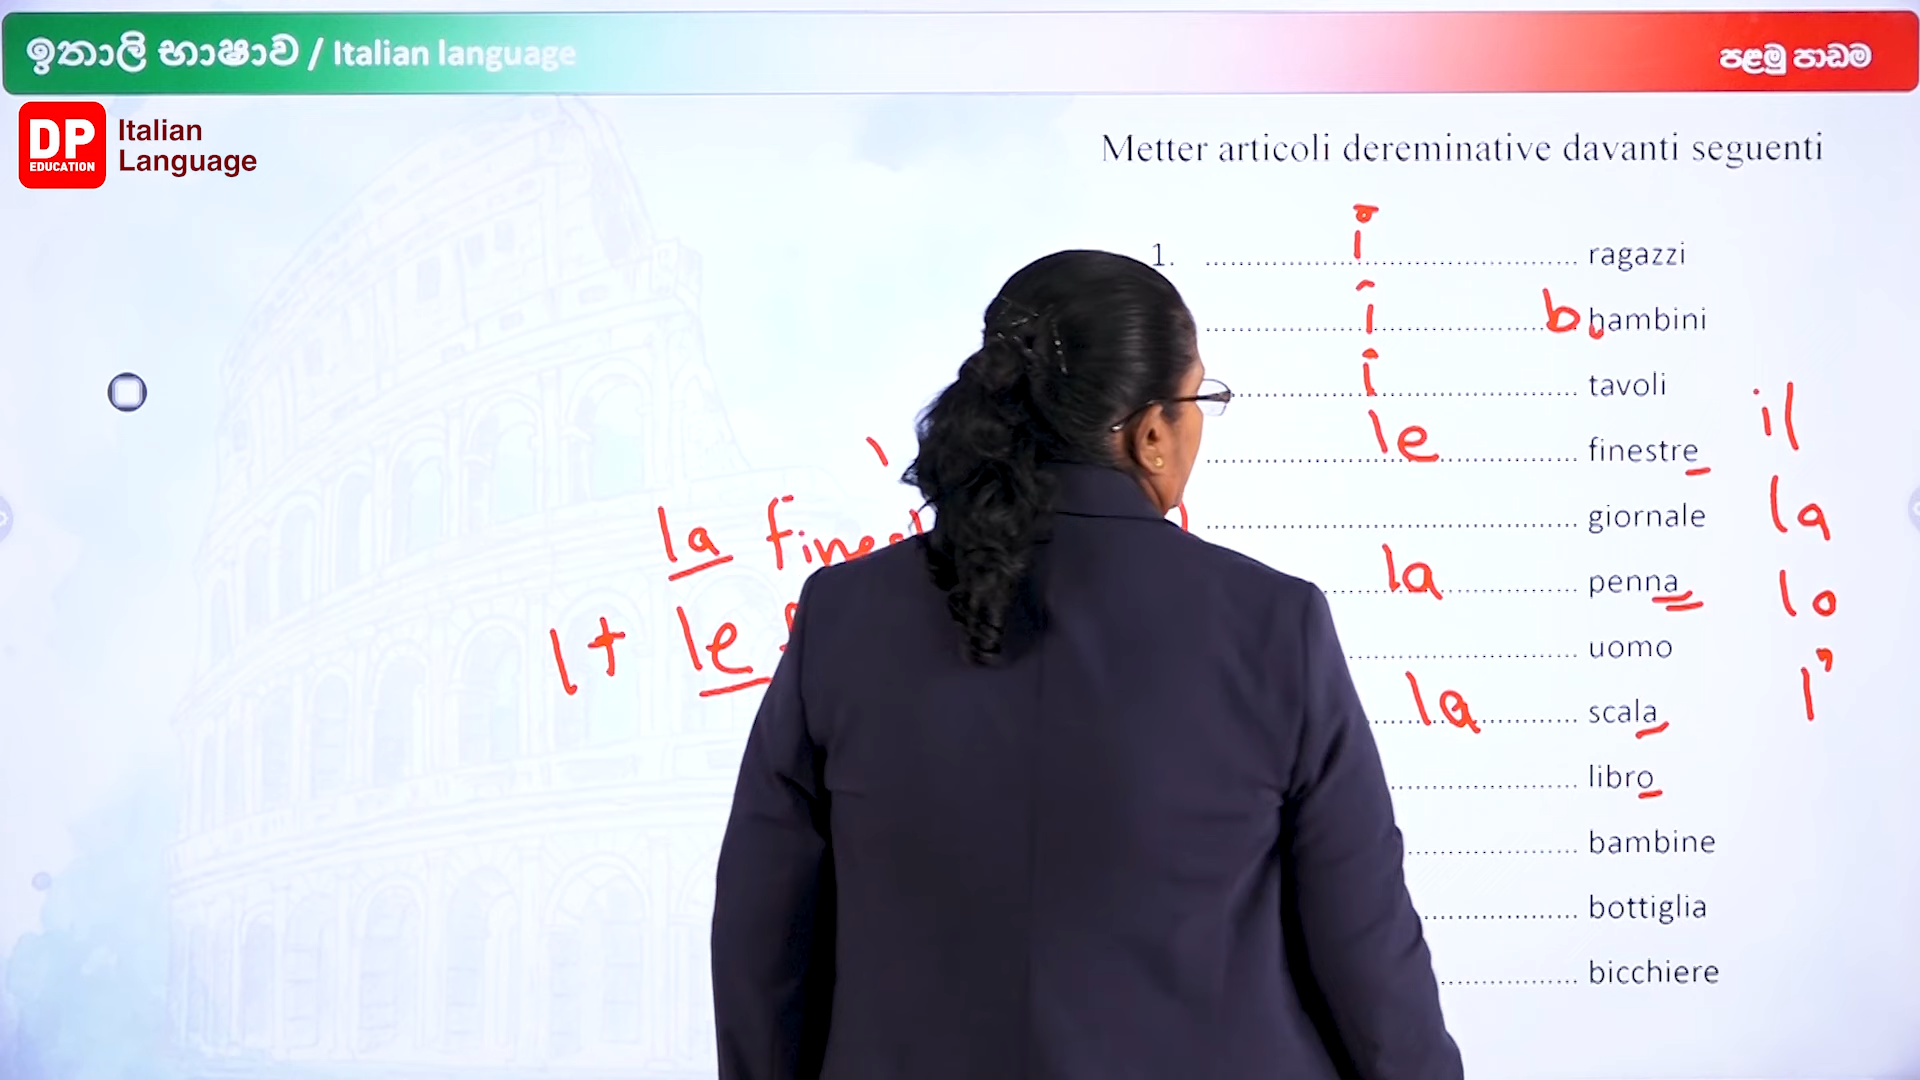 ඉතාලි භාෂාව / Italian language
පළමු පාඩම
DP
EDUCATION
Italian
Language
Metter articoli dereminative davanti seguenti
1. i ragazzi
i b bambini
i tavoli
le finestre
giornale
la penna
uomo
la scala
libro
bambine
bottiglia
bicchiere
il
la
lo
l'
la
1+ le